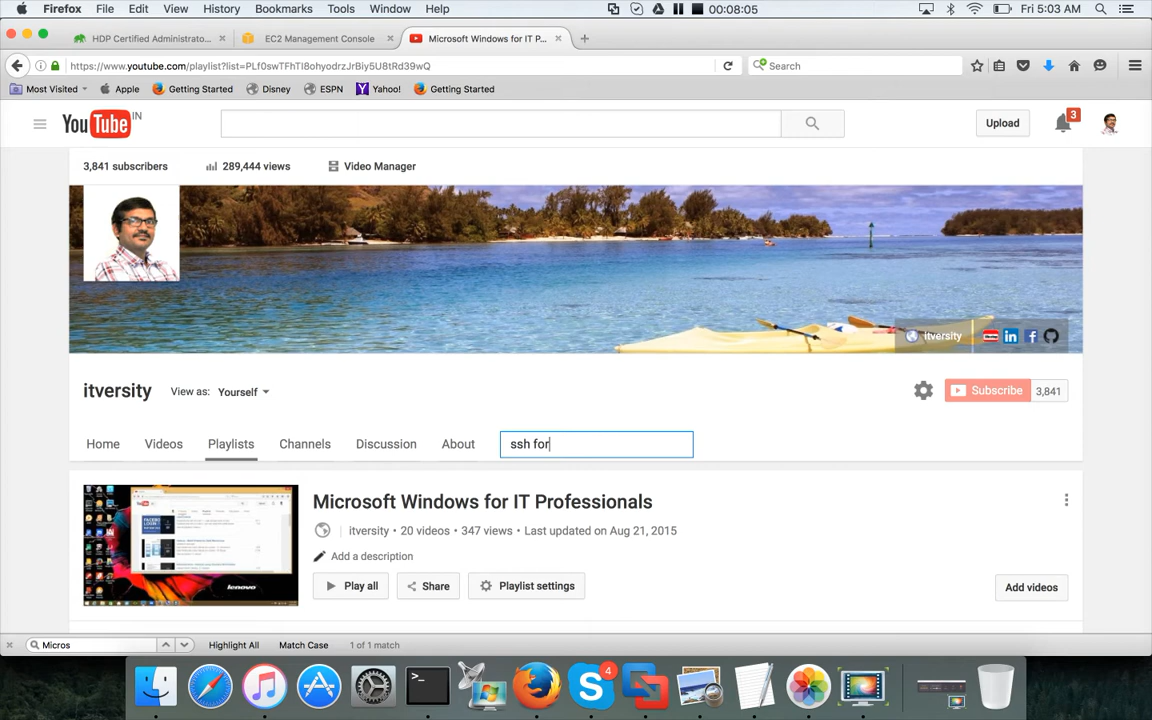 Firefox File Edit View History Bookmarks Tools Window Help 00:08:05 Fri 5:03 AM
HDP Certified Administrato... EC2 Management Console Microsoft Windows for IT P...
https://www.youtube.com/playlist?list=PLf0swTFhTI8ohyodrzJrBiy5U8tRd39wQ Search
Most Visited Apple Getting Started Disney ESPN Yahoo! Getting Started
YouTube IN Upload 3
3,841 subscribers 289,444 views Video Manager
itversity
itversity View as: Yourself Subscribe 3,841
Home Videos Playlists Channels Discussion About ssh for
Microsoft Windows for IT Professionals
itversity • 20 videos • 347 views • Last updated on Aug 21, 2015
Add a description
Play all Share Playlist settings Add videos
lenovo
Micros Highlight All Match Case 1 of 1 match
4